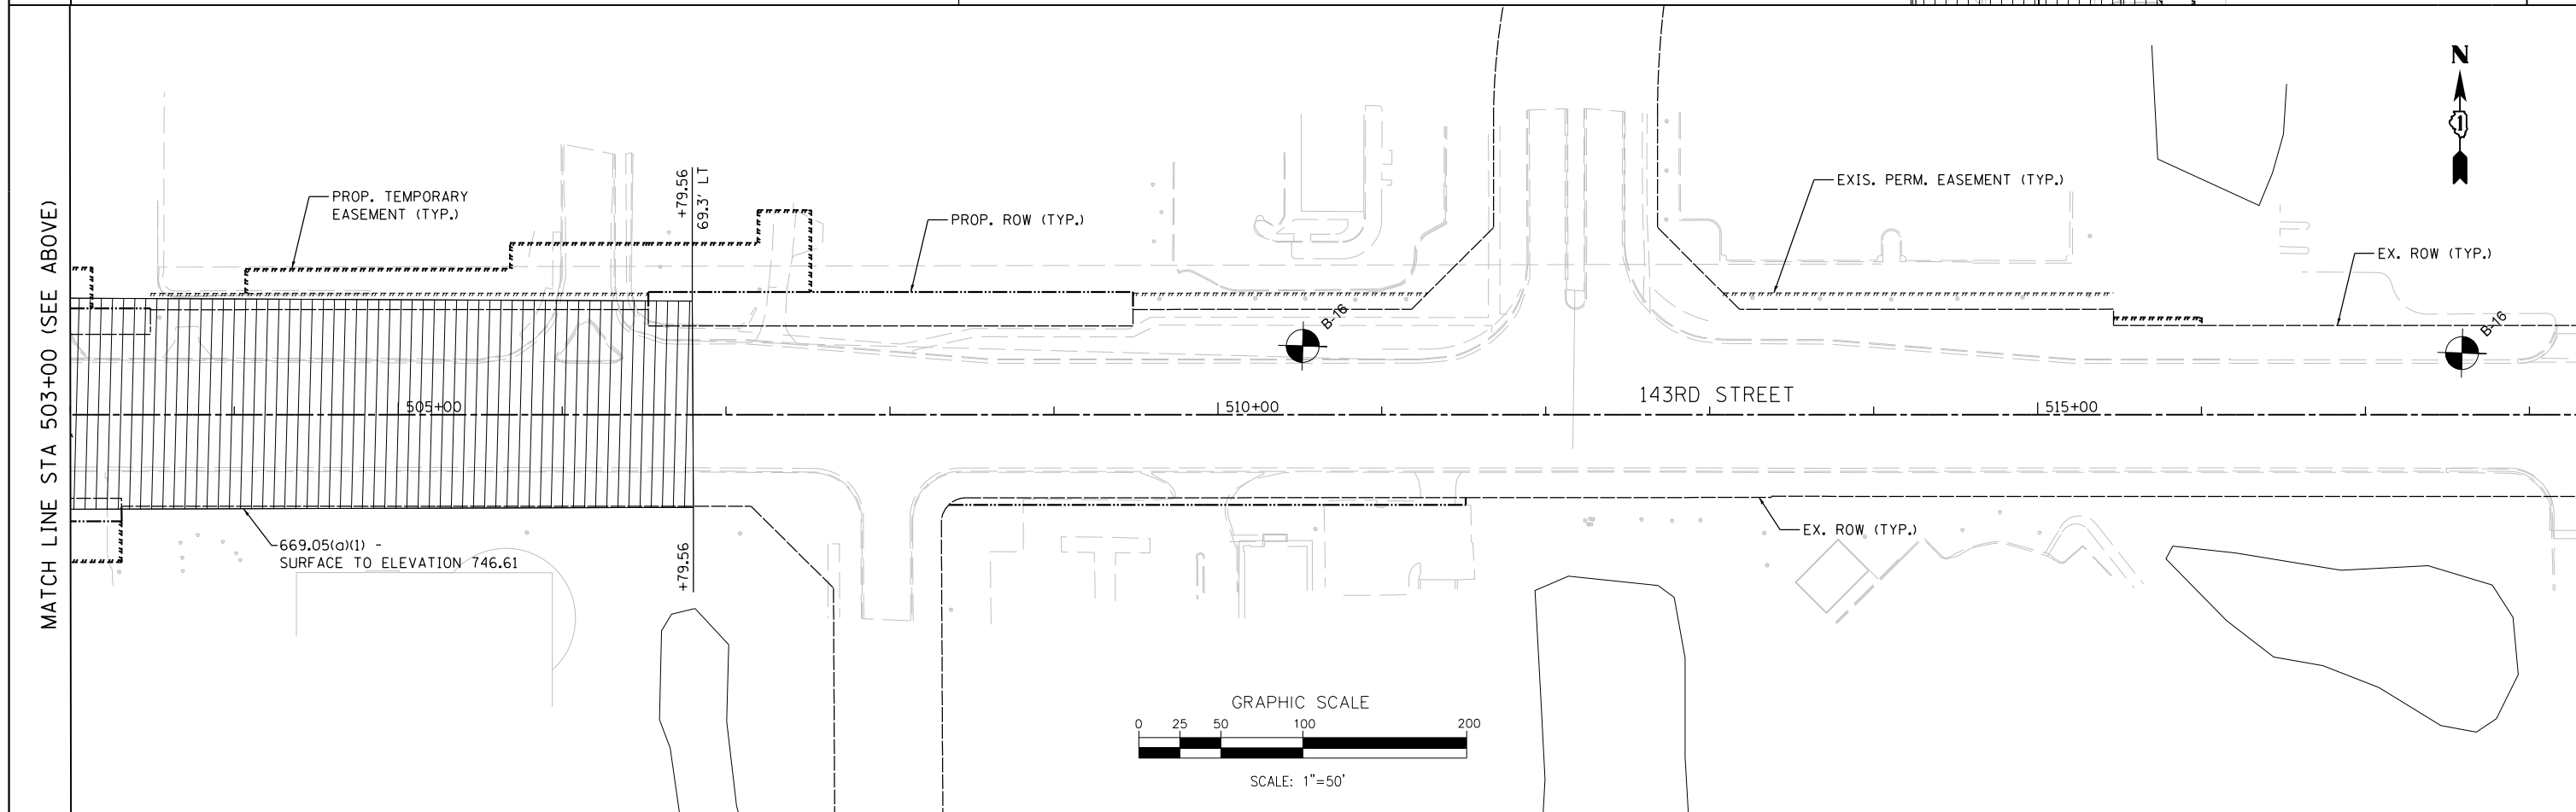 N
MATCH LINE STA 503+00 (SEE ABOVE)
PROP. TEMPORARY
EASEMENT (TYP.)
+79.56
69.3' LT
PROP. ROW (TYP.)
EXIS. PERM. EASEMENT (TYP.)
EX. ROW (TYP.)
B-16
B-16
143RD STREET
505+00
510+00
515+00
669.05(a)(1) -
SURFACE TO ELEVATION 746.61
+79.56
EX. ROW (TYP.)
GRAPHIC SCALE
0 25 50 100 200
SCALE: 1"=50'